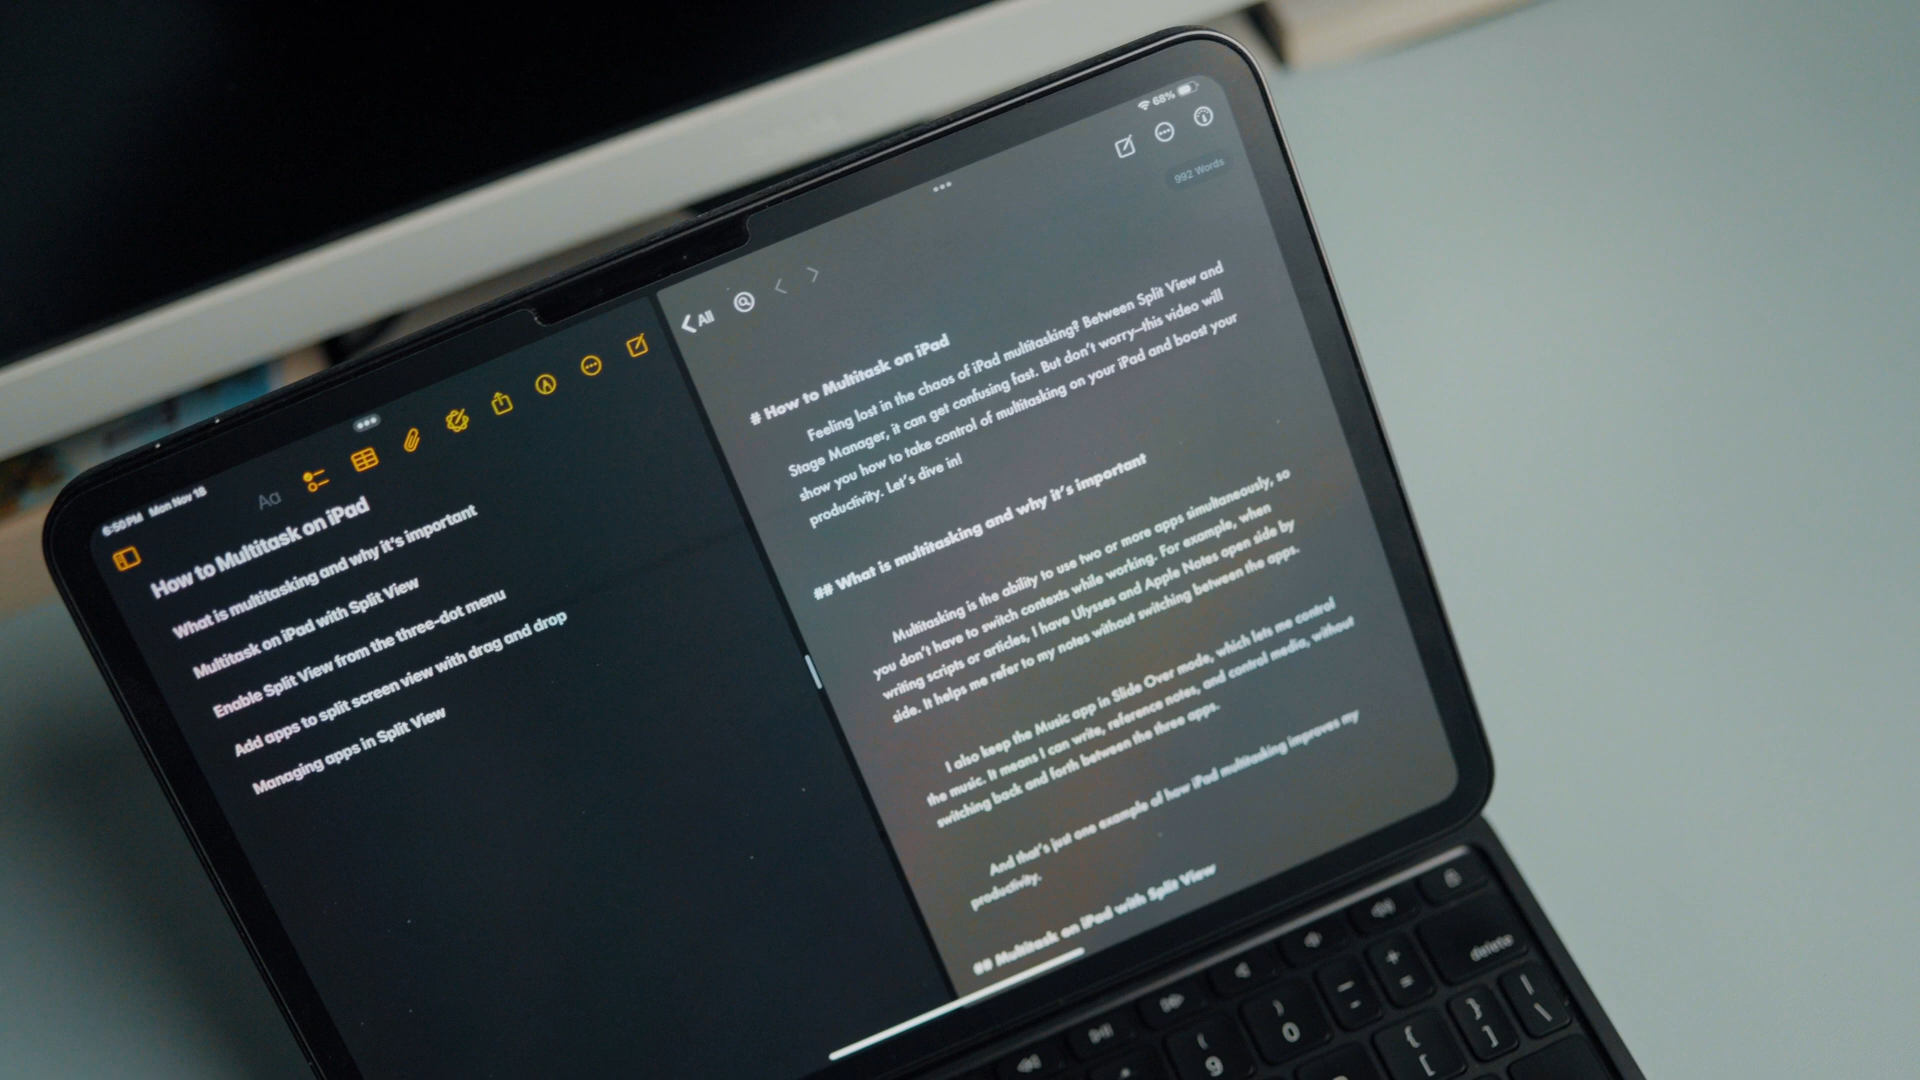 6:50 PM Mon Nov 18
Aa
How to Multitask on iPad
What is multitasking and why it's important
Multitask on iPad with Split View
Enable Split View from the three-dot menu
Add apps to split screen view with drag and drop
Managing apps in Split View
68%
992 Words
All
# How to Multitask on iPad
Feeling lost in the chaos of iPad multitasking? Between Split View and
Stage Manager, it can get confusing fast. But don't worry—this video will
show you how to take control of multitasking on your iPad and boost your
productivity. Let's dive in!
## What is multitasking and why it's important
Multitasking is the ability to use two or more apps simultaneously, so
you don't have to switch contexts while working. For example, when
writing scripts or articles, I have Ulysses and Apple Notes open side by
side. It helps me refer to my notes without switching between the apps.
I also keep the Music app in Slide Over mode, which lets me control
the music. It means I can write, reference notes, and control media, without
switching back and forth between the three apps.
And that's just one example of how iPad multitasking improves my
productivity.
## Multitask on iPad with Split View
delete
( 9
) 0
_ -
+ =
{ [
} ]
| \